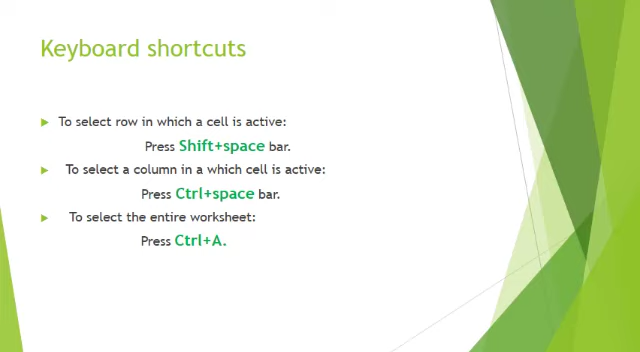 Keyboard shortcuts
To select row in which a cell is active:
Press Shift+space bar.
To select a column in a which cell is active:
Press Ctrl+space bar.
To select the entire worksheet:
Press Ctrl+A.